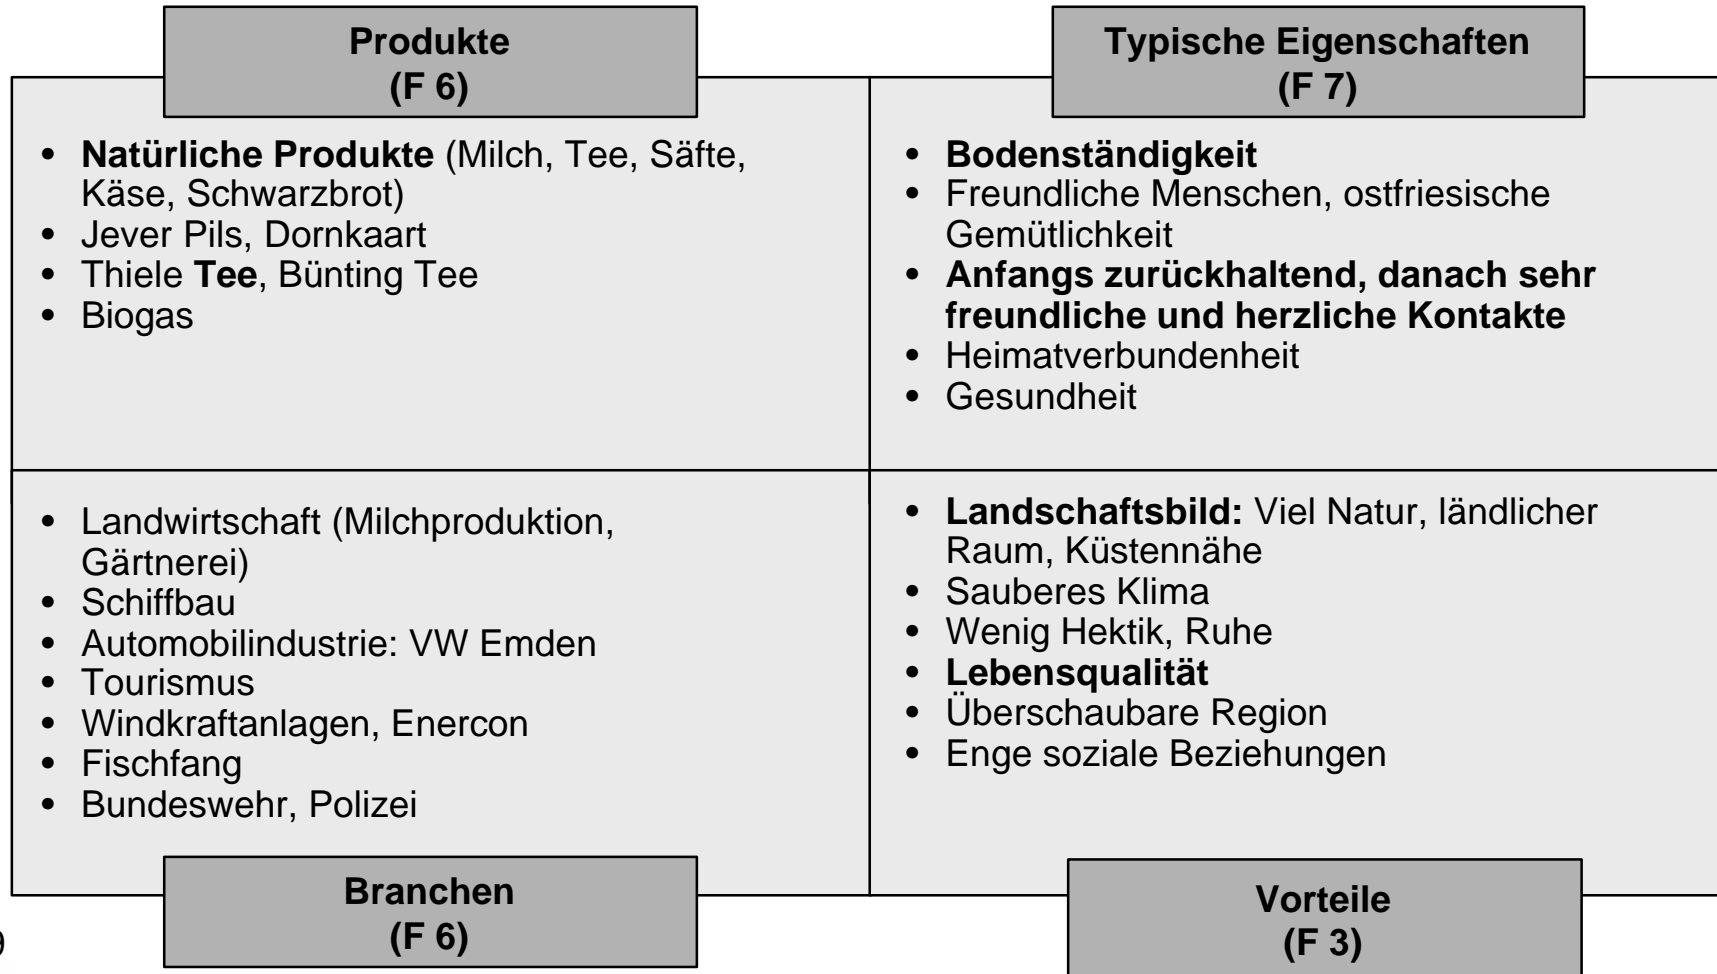 Produkte
(F 6)
• Natürliche Produkte (Milch, Tee, Säfte,
Käse, Schwarzbrot)
• Jever Pils, Dornkaart
• Thiele Tee, Bünting Tee
• Biogas
Typische Eigenschaften
(F 7)
• Bodenständigkeit
• Freundliche Menschen, ostfriesische
Gemütlichkeit
• Anfangs zurückhaltend, danach sehr
freundliche und herzliche Kontakte
• Heimatverbundenheit
• Gesundheit
• Landwirtschaft (Milchproduktion,
Gärtnerei)
• Schiffbau
• Automobilindustrie: VW Emden
• Tourismus
• Windkraftanlagen, Enercon
• Fischfang
• Bundeswehr, Polizei
Branchen
(F 6)
• Landschaftsbild: Viel Natur, ländlicher
Raum, Küstennähe
• Sauberes Klima
• Wenig Hektik, Ruhe
• Lebensqualität
• Überschaubare Region
• Enge soziale Beziehungen
Vorteile
(F 3)